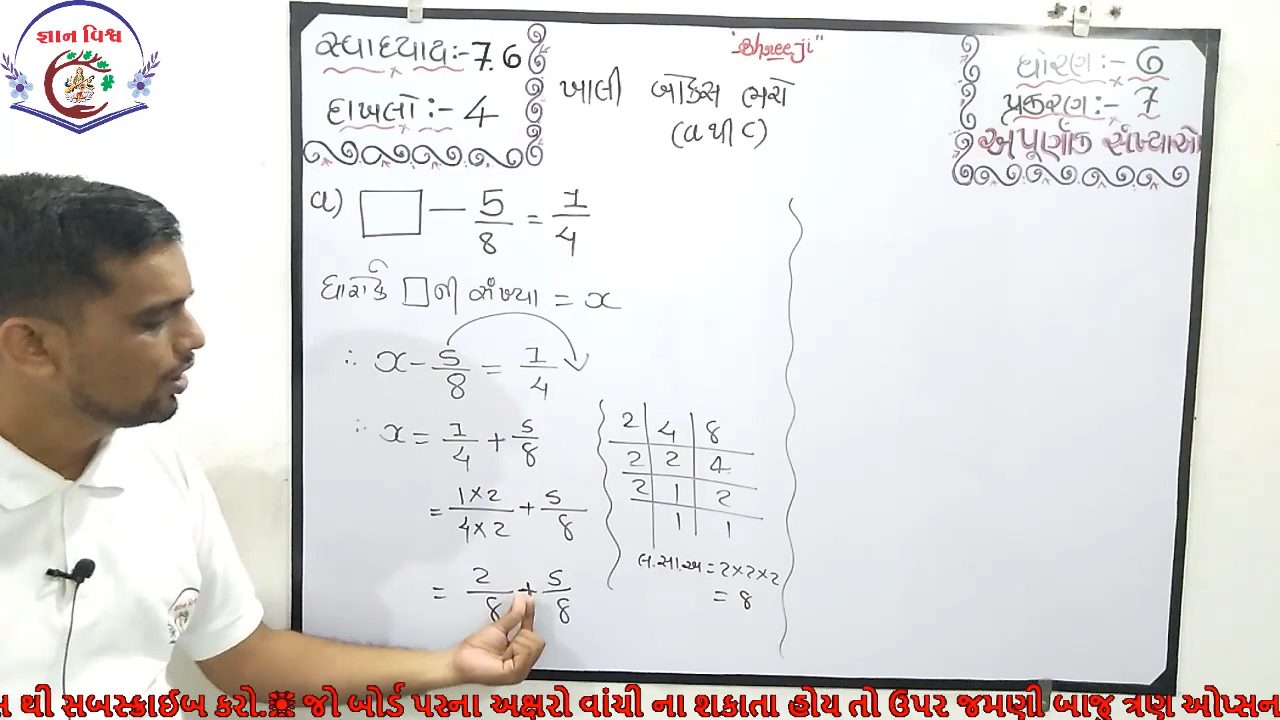 જ્ઞાન વિશ્વ
સ્વાધ્યાય:- 7.6
દાખલો :- 4
"Shreeji"
ખાલી બોક્સ ભરો
(a થી c)
ધોરણ :- 6
પ્રકરણ :- 7
અપૂર્ણાંક સંખ્યાઓ
a) □ - 5/8 = 1/4
ધારોકે □ ની સંખ્યા = x
∴ x - 5/8 = 1/4
∴ x = 1/4 + 5/8
= 1×2/4×2 + 5/8
= 2/8 + 5/8
2 | 4 | 8
2 | 2 | 4
2 | 1 | 2
| 1 | 1
લ.સા.અ = 2×2×2
= 8
થી સબસ્ક્રાઈબ કરો..જો બોર્ડ પરના અક્ષરો વાંચી ના શકાતા હોય તો ઉપર જમણી બાજુ ત્રણ ઓપ્સન